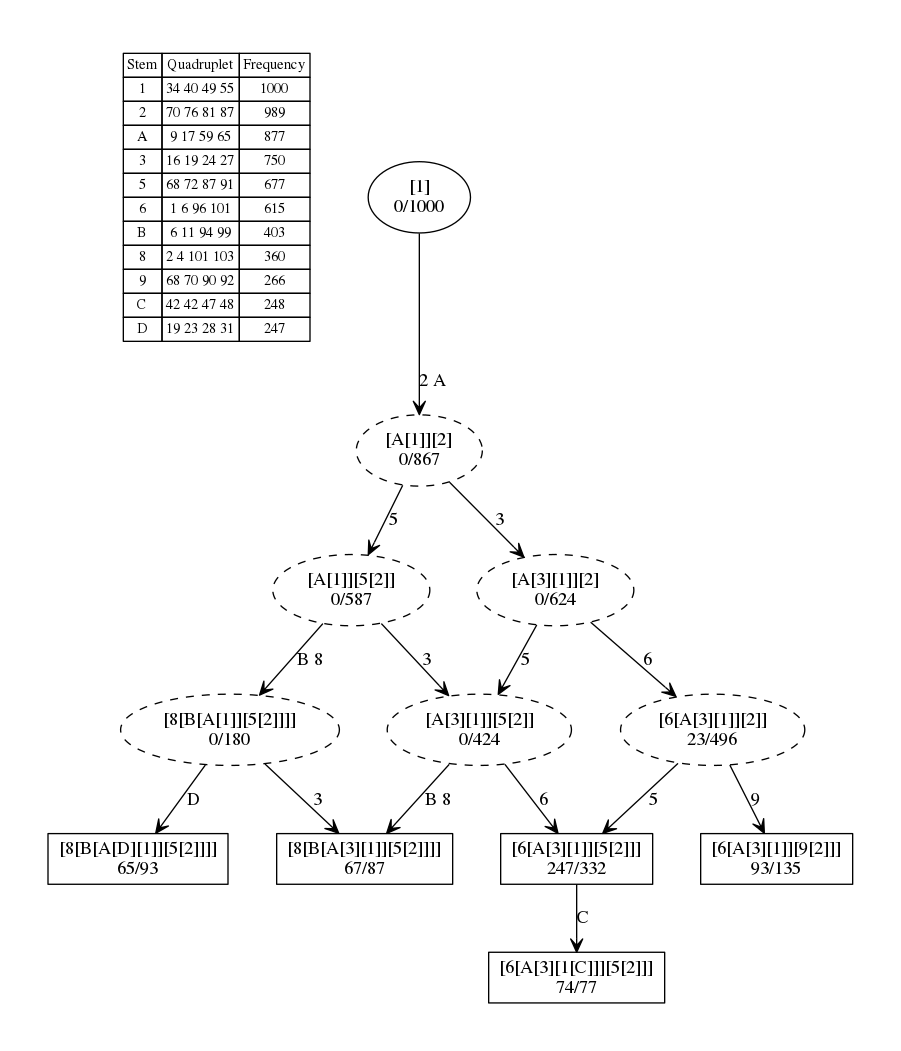 Stem Quadruplet Frequency
1 34 40 49 55 1000
2 70 76 81 87 989
A 9 17 59 65 877
3 16 19 24 27 750
5 68 72 87 91 677
6 1 6 96 101 615
B 6 11 94 99 403
8 2 4 101 103 360
9 68 70 90 92 266
C 42 42 47 48 248
D 19 23 28 31 247
[1]
0/1000
2 A
[A[1]][2]
0/867
5
3
[A[1]][5[2]]
0/587
[A[3][1]][2]
0/624
B 8
3
5
6
[8[B[A[1]][5[2]]]]
0/180
[A[3][1]][5[2]]
0/424
[6[A[3][1]][2]]
23/496
D
3
B 8
6
5
9
[8[B[A[D][1]][5[2]]]]
65/93
[8[B[A[3][1]][5[2]]]]
67/87
[6[A[3][1]][5[2]]]
247/332
[6[A[3][1]][9[2]]]
93/135
C
[6[A[3][1[C]]][5[2]]]
74/77